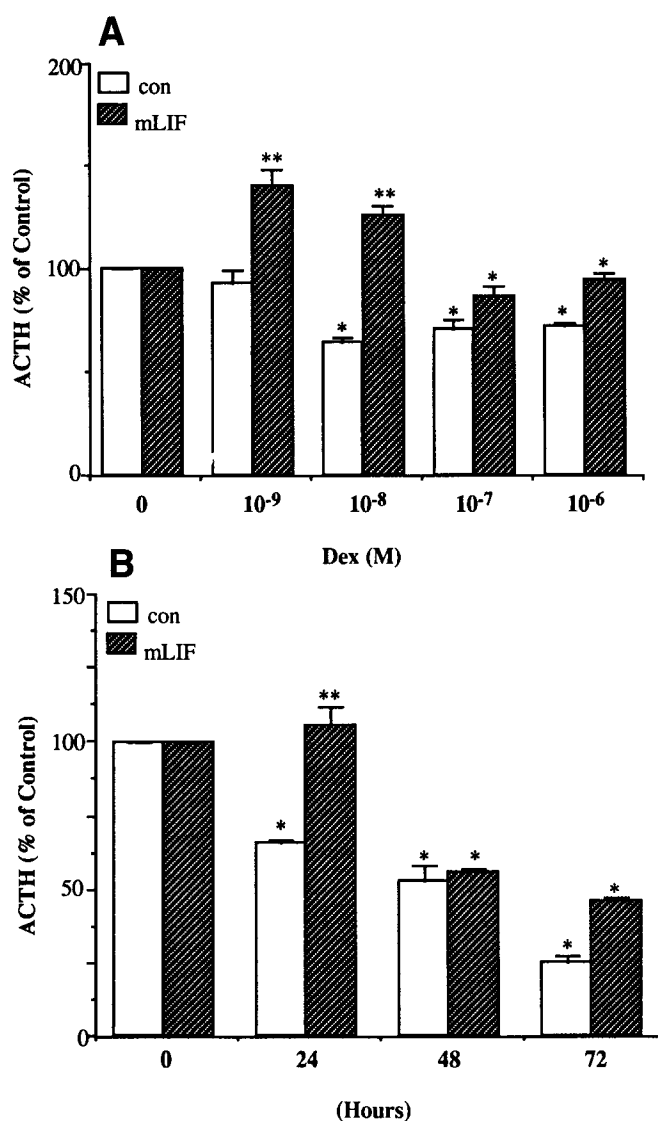 A
200
con
mLIF
**
**
*
*
*
*
*
100
0
ACTH (% of Control)
0
10-9
10-8
10-7
10-6
Dex (M)
B
150
con
mLIF
**
*
*
*
*
*
100
50
0
ACTH (% of Control)
0
24
48
72
(Hours)